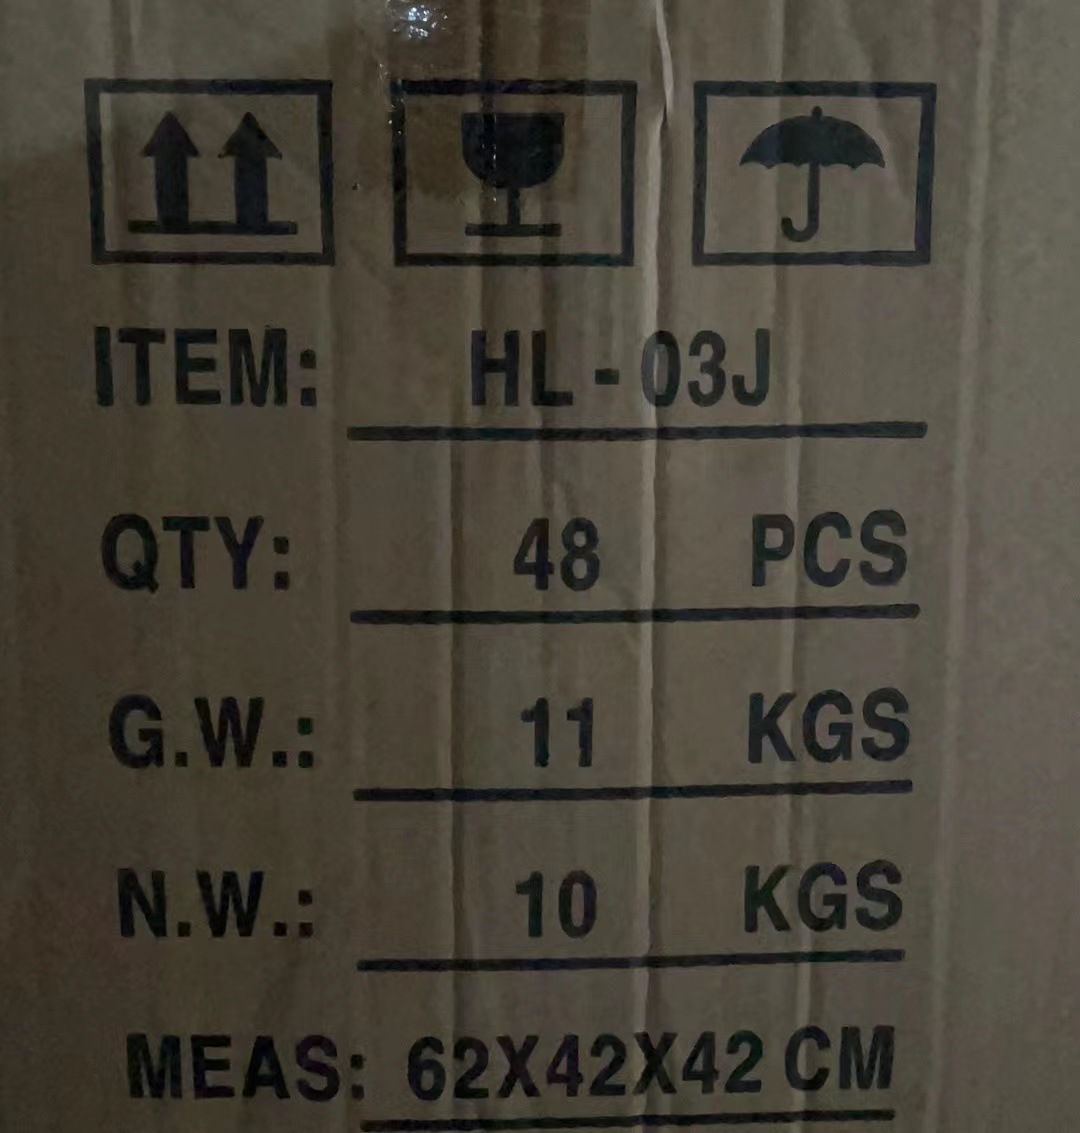 ITEM: HL-03J
QTY: 48 PCS
G.W.: 11 KGS
N.W.: 10 KGS
MEAS: 62X42X42 CM